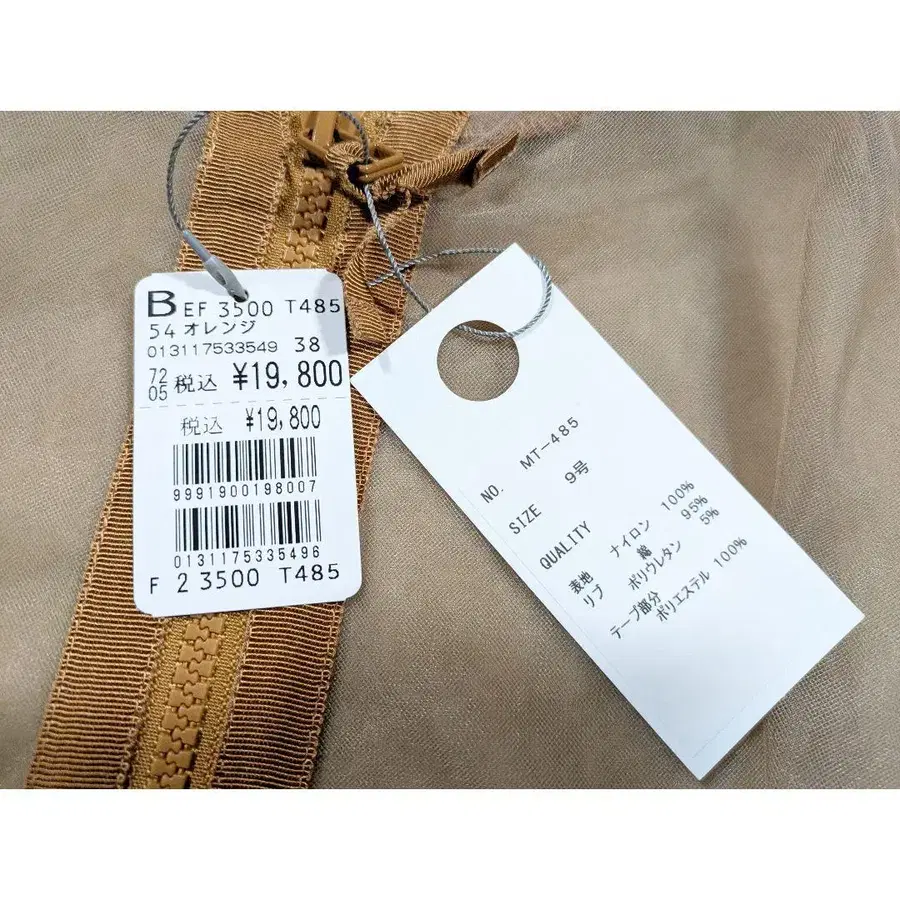 B EF 3500 T485
54 オレンジ
013117533549 38
72
05 税込 ¥19,800
税込 ¥19,800
9991900198007
0131175335496
F 2 3500 T485
NO. MT-485
SIZE 9号
QUALITY
表地 ナイロン 100%
リブ 綿 95%
ポリウレタン 5%
テープ部分
ポリエステル 100%